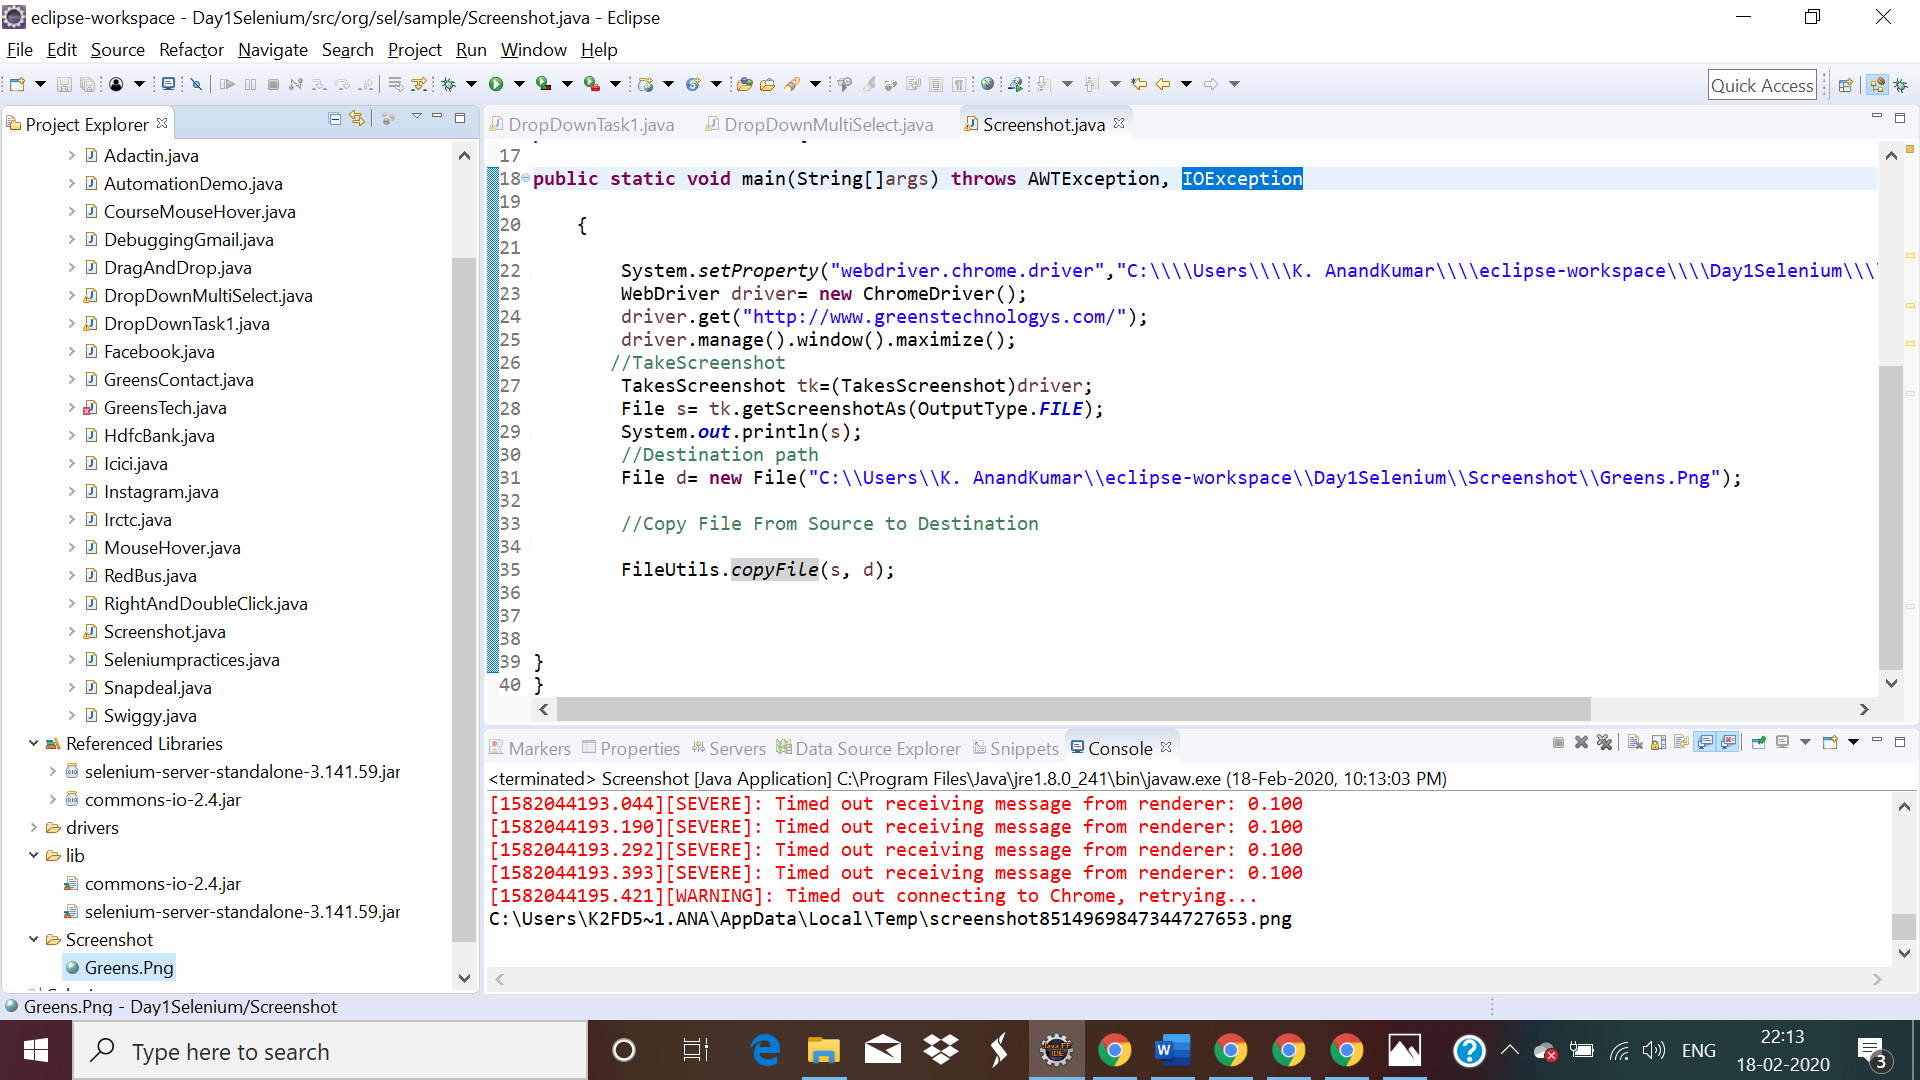 eclipse-workspace - Day1Selenium/src/org/sel/sample/Screenshot.java - Eclipse
File Edit Source Refactor Navigate Search Project Run Window Help
Quick Access
Project Explorer
Adactin.java
AutomationDemo.java
CourseMouseHover.java
DebuggingGmail.java
DragAndDrop.java
DropDownMultiSelect.java
DropDownTask1.java
Facebook.java
GreensContact.java
GreensTech.java
HdfcBank.java
Icici.java
Instagram.java
Irctc.java
MouseHover.java
RedBus.java
RightAndDoubleClick.java
Screenshot.java
Seleniumpractices.java
Snapdeal.java
Swiggy.java
Referenced Libraries
selenium-server-standalone-3.141.59.jar
commons-io-2.4.jar
drivers
lib
commons-io-2.4.jar
selenium-server-standalone-3.141.59.jar
Screenshot
Greens.Png
DropDownTask1.java DropDownMultiSelect.java Screenshot.java
17
18 public static void main(String[]args) throws AWTException, IOException
19
20 {
21
22 System.setProperty("webdriver.chrome.driver","C:\\\\Users\\\\K. AnandKumar\\\\eclipse-workspace\\\\Day1Selenium\\\
23 WebDriver driver= new ChromeDriver();
24 driver.get("http://www.greenstechnologys.com/");
25 driver.manage().window().maximize();
26 //TakeScreenshot
27 TakesScreenshot tk=(TakesScreenshot)driver;
28 File s= tk.getScreenshotAs(OutputType.FILE);
29 System.out.println(s);
30 //Destination path
31 File d= new File("C:\\Users\\K. AnandKumar\\eclipse-workspace\\Day1Selenium\\Screenshot\\Greens.Png");
32
33 //Copy File From Source to Destination
34
35 FileUtils.copyFile(s, d);
36
37
38
39 }
40 }
Markers Properties Servers Data Source Explorer Snippets Console
<terminated> Screenshot [Java Application] C:\Program Files\Java\jre1.8.0_241\bin\javaw.exe (18-Feb-2020, 10:13:03 PM)
[1582044193.044][SEVERE]: Timed out receiving message from renderer: 0.100
[1582044193.190][SEVERE]: Timed out receiving message from renderer: 0.100
[1582044193.292][SEVERE]: Timed out receiving message from renderer: 0.100
[1582044193.393][SEVERE]: Timed out receiving message from renderer: 0.100
[1582044195.421][WARNING]: Timed out connecting to Chrome, retrying...
C:\Users\K2FD5~1.ANA\AppData\Local\Temp\screenshot8514969847344727653.png
Greens.Png - Day1Selenium/Screenshot
Type here to search
ENG
22:13
18-02-2020
3